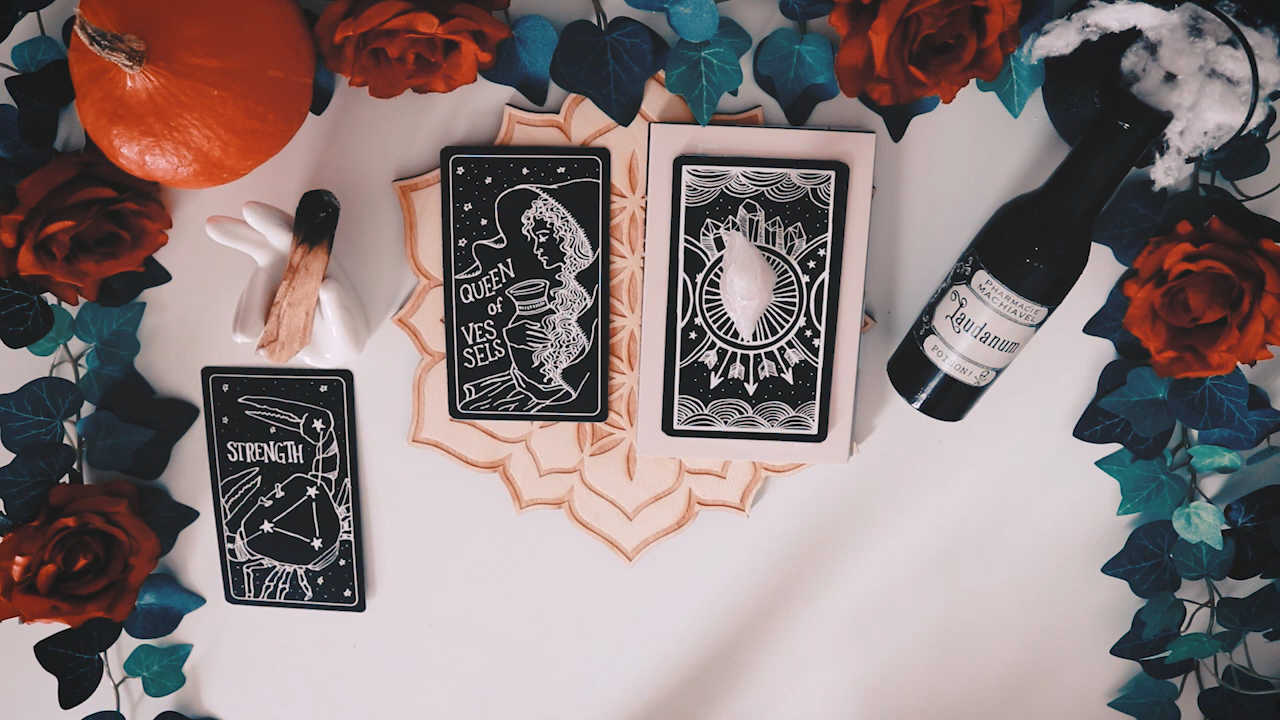 QUEEN
of
VES
SELS
STRENGTH
PHARMACIE
MACHIAVEL
Laudanum
POISON!